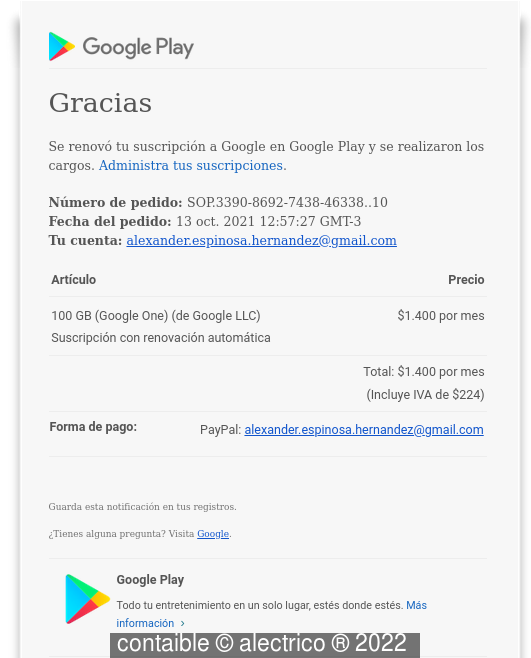 Google Play
Gracias
Se renovó tu suscripción a Google en Google Play y se realizaron los
cargos. Administra tus suscripciones.
Número de pedido: SOP.3390-8692-7438-46338..10
Fecha del pedido: 13 oct. 2021 12:57:27 GMT-3
Tu cuenta: alexander.espinosa.hernandez@gmail.com
Artículo Precio
100 GB (Google One) (de Google LLC) $1.400 por mes
Suscripción con renovación automática
Total: $1.400 por mes
(Incluye IVA de $224)
Forma de pago: PayPal: alexander.espinosa.hernandez@gmail.com
Guarda esta notificación en tus registros.
¿Tienes alguna pregunta? Visita Google.
Google Play
Todo tu entretenimiento en un solo lugar, estés donde estés. Más
información ›
contaible © alectrico ® 2022